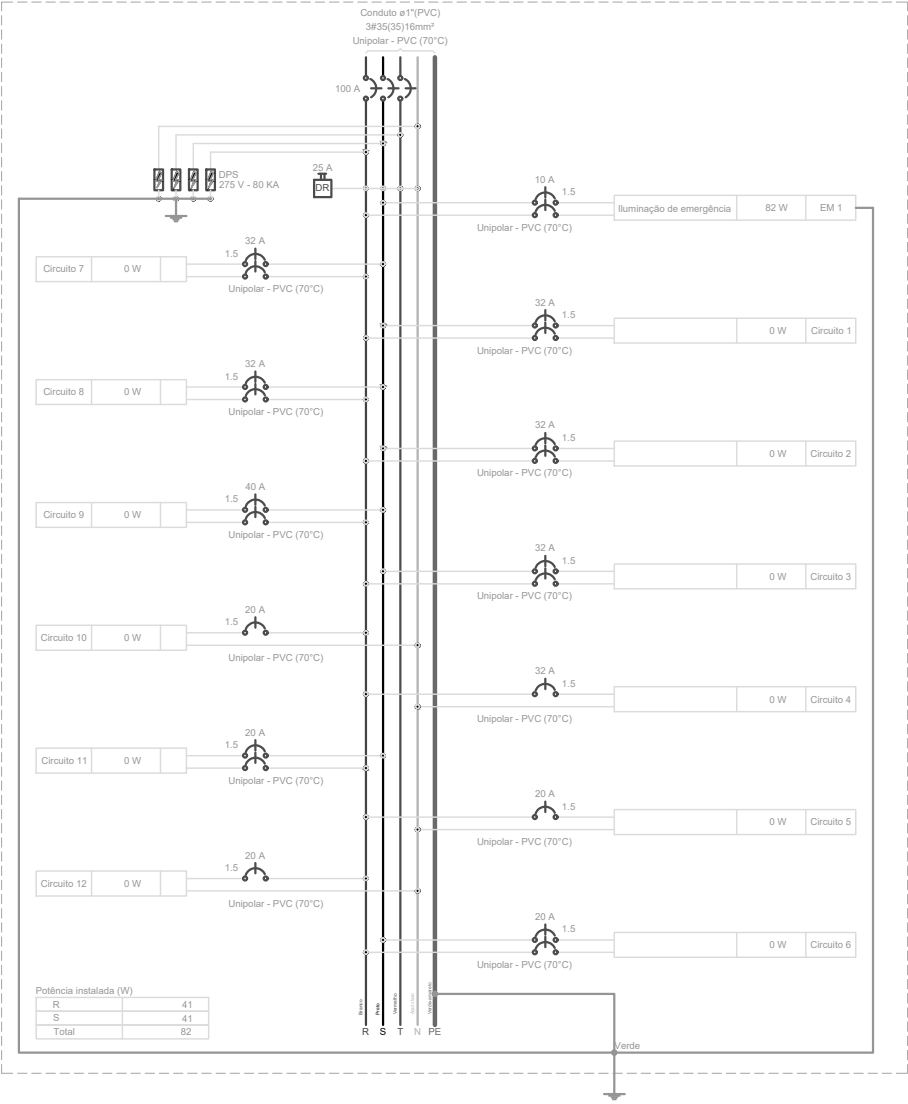 Conduto ø1"(PVC)
3#35(35)16mm²
Unipolar - PVC (70°C)
100 A
DPS
275 V - 80 KA
25 A
DR
10 A
1.5
Unipolar - PVC (70°C)
Iluminação de emergência 82 W EM 1
32 A
1.5
Circuito 7 0 W
Unipolar - PVC (70°C)
32 A
1.5
0 W Circuito 1
Unipolar - PVC (70°C)
32 A
1.5
Circuito 8 0 W
Unipolar - PVC (70°C)
32 A
1.5
0 W Circuito 2
Unipolar - PVC (70°C)
40 A
1.5
Circuito 9 0 W
Unipolar - PVC (70°C)
32 A
1.5
0 W Circuito 3
Unipolar - PVC (70°C)
20 A
1.5
Circuito 10 0 W
Unipolar - PVC (70°C)
32 A
1.5
0 W Circuito 4
Unipolar - PVC (70°C)
20 A
1.5
Circuito 11 0 W
Unipolar - PVC (70°C)
20 A
1.5
0 W Circuito 5
Unipolar - PVC (70°C)
20 A
1.5
Circuito 12 0 W
Unipolar - PVC (70°C)
20 A
1.5
0 W Circuito 6
Unipolar - PVC (70°C)
Potência instalada (W)
R 41
S 41
Total 82
Branco
Preto
Vermelho
R S T N PE
Verde